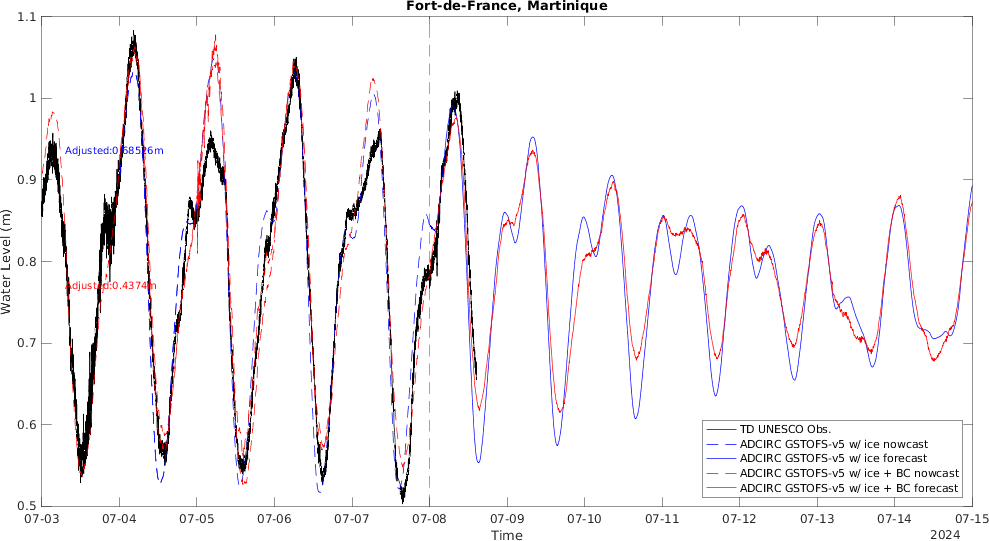 Fort-de-France, Martinique
1.1
1
0.9
0.8
0.7
0.6
0.5
Water Level (m)
Adjusted:0.68526m
Adjusted:0.4374m
TD UNESCO Obs.
ADCIRC GSTOFS-v5 w/ ice nowcast
ADCIRC GSTOFS-v5 w/ ice forecast
ADCIRC GSTOFS-v5 w/ ice + BC nowcast
ADCIRC GSTOFS-v5 w/ ice + BC forecast
07-03 07-04 07-05 07-06 07-07 07-08 07-09 07-10 07-11 07-12 07-13 07-14 07-15
Time
2024